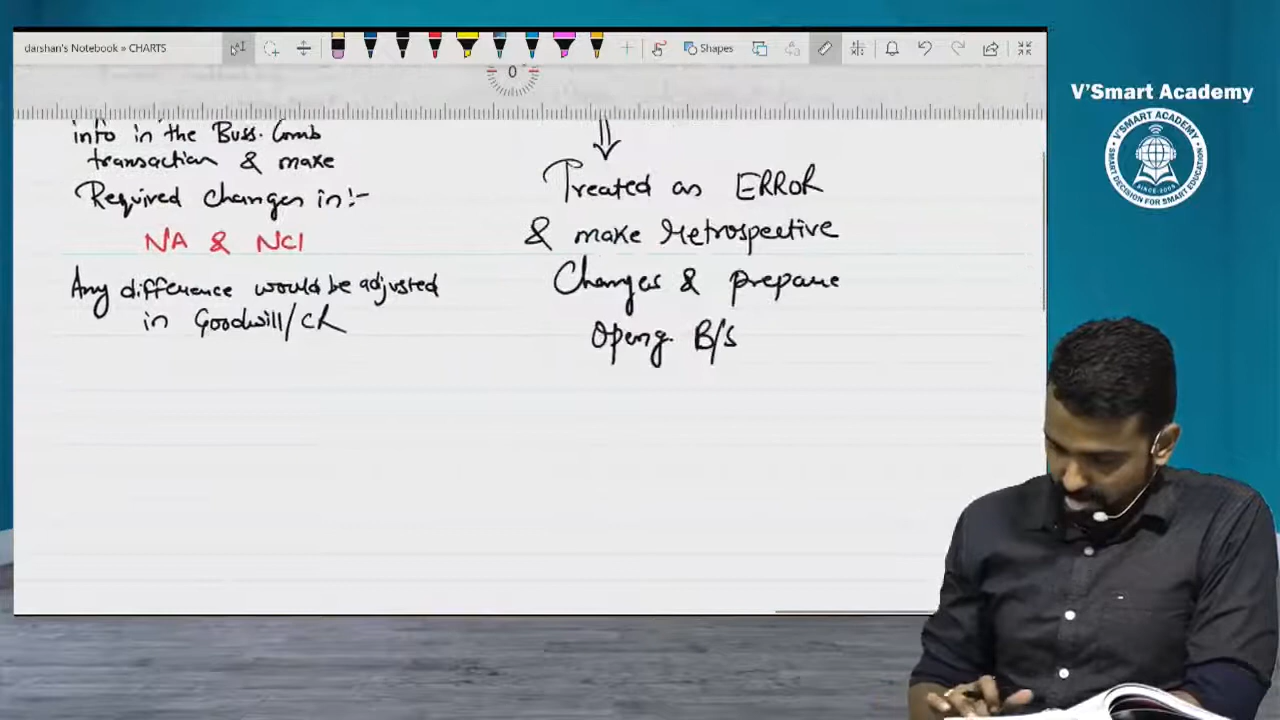 darshan's Notebook » CHARTS
Shapes
0
info in the Buss. Comb
transaction & make
Required changes in:-
NA & NCI
Any difference would be adjusted
in Goodwill/CR
Treated as ERROR
& make Retrospective
Changes & prepare
Openg. B/S
V'Smart Academy
V'SMART ACADEMY
SINCE-2005
SMART DECISION FOR SMART EDUCATION